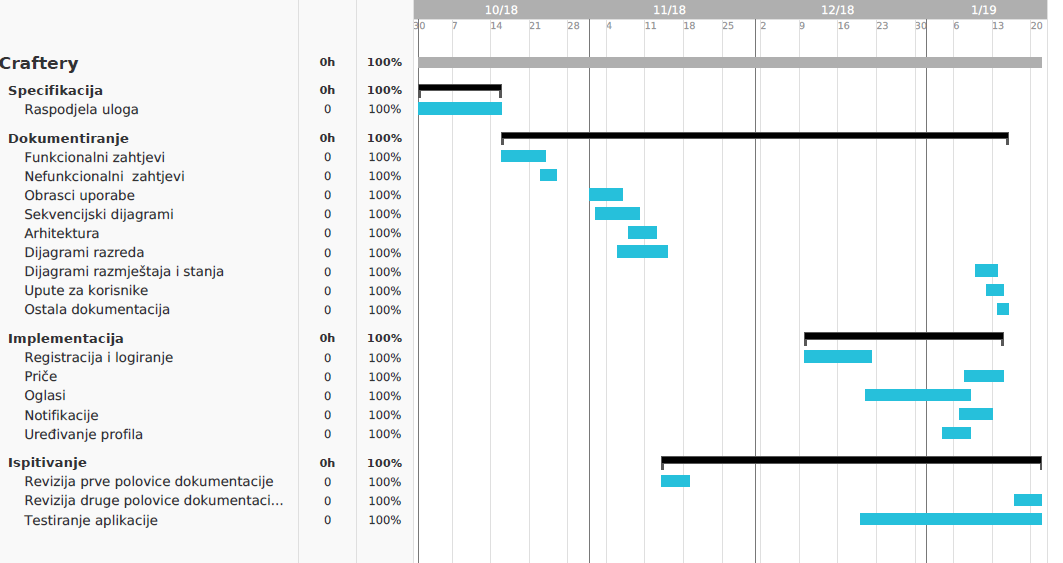 10/18 11/18 12/18 1/19
30 7 14 21 28 4 11 18 25 2 9 16 23 30 6 13 20
Craftery 0h 100%
Specifikacija 0h 100%
Raspodjela uloga 0 100%
Dokumentiranje 0h 100%
Funkcionalni zahtjevi 0 100%
Nefunkcionalni zahtjevi 0 100%
Obrasci uporabe 0 100%
Sekvencijski dijagrami 0 100%
Arhitektura 0 100%
Dijagrami razreda 0 100%
Dijagrami razmještaja i stanja 0 100%
Upute za korisnike 0 100%
Ostala dokumentacija 0 100%
Implementacija 0h 100%
Registracija i logiranje 0 100%
Priče 0 100%
Oglasi 0 100%
Notifikacije 0 100%
Uređivanje profila 0 100%
Ispitivanje 0h 100%
Revizija prve polovice dokumentacije 0 100%
Revizija druge polovice dokumentaci... 0 100%
Testiranje aplikacije 0 100%